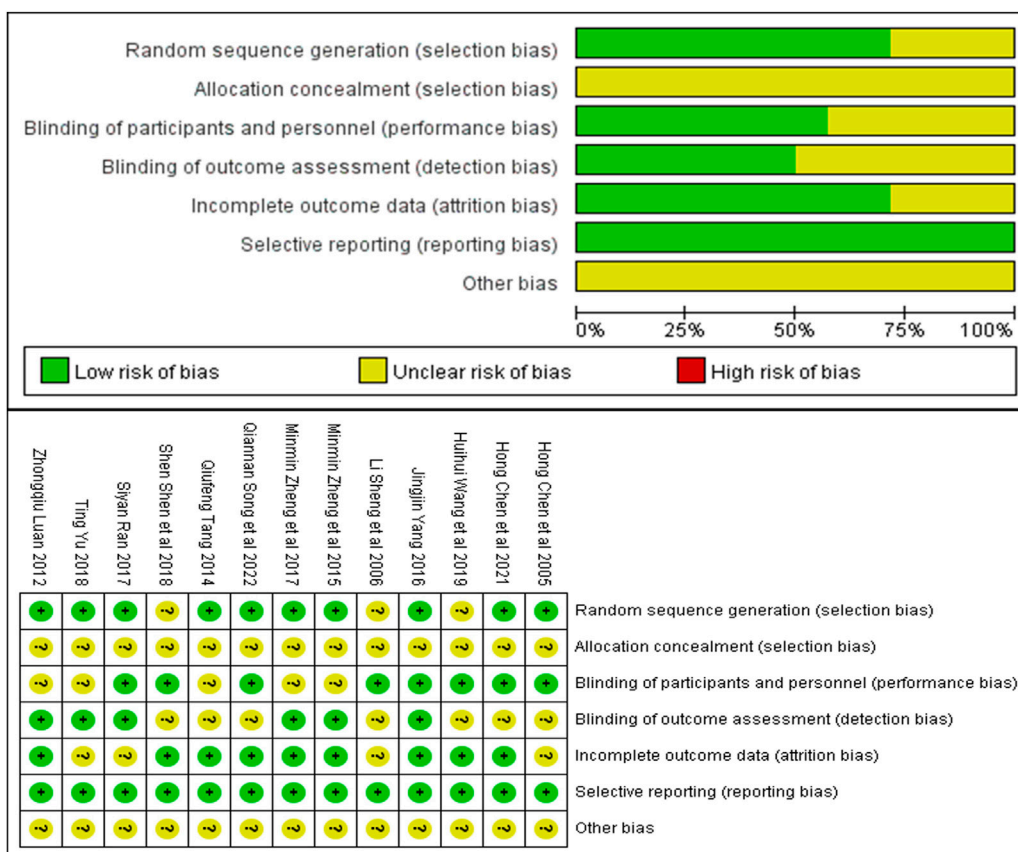 Random sequence generation (selection bias)
Allocation concealment (selection bias)
Blinding of participants and personnel (performance bias)
Blinding of outcome assessment (detection bias)
Incomplete outcome data (attrition bias)
Selective reporting (reporting bias)
Other bias
0% 25% 50% 75% 100%
Low risk of bias Unclear risk of bias High risk of bias
Zhongqiu Luan 2012
Ting Yu 2018
Siyan Ran 2017
Shen Shen et al 2018
Qiufeng Tang 2014
Qiannan Song et al 2022
Minmin Zheng et al 2017
Minmin Zheng et al 2015
Li Sheng et al 2006
Jingjin Yang 2016
Huihui Wang et al 2019
Hong Chen et al 2021
Hong Chen et al 2005
+ + + ? + + + + ? + ? + + Random sequence generation (selection bias)
? ? ? ? ? ? ? ? ? ? ? ? ? Allocation concealment (selection bias)
? ? + + ? + ? ? + + + + + Blinding of participants and personnel (performance bias)
+ + + ? ? ? + + ? + ? ? ? Blinding of outcome assessment (detection bias)
+ ? ? + + + + + ? + + + ? Incomplete outcome data (attrition bias)
+ + + + + + + + + + + + + Selective reporting (reporting bias)
? ? ? ? ? ? ? ? ? ? ? ? ? Other bias